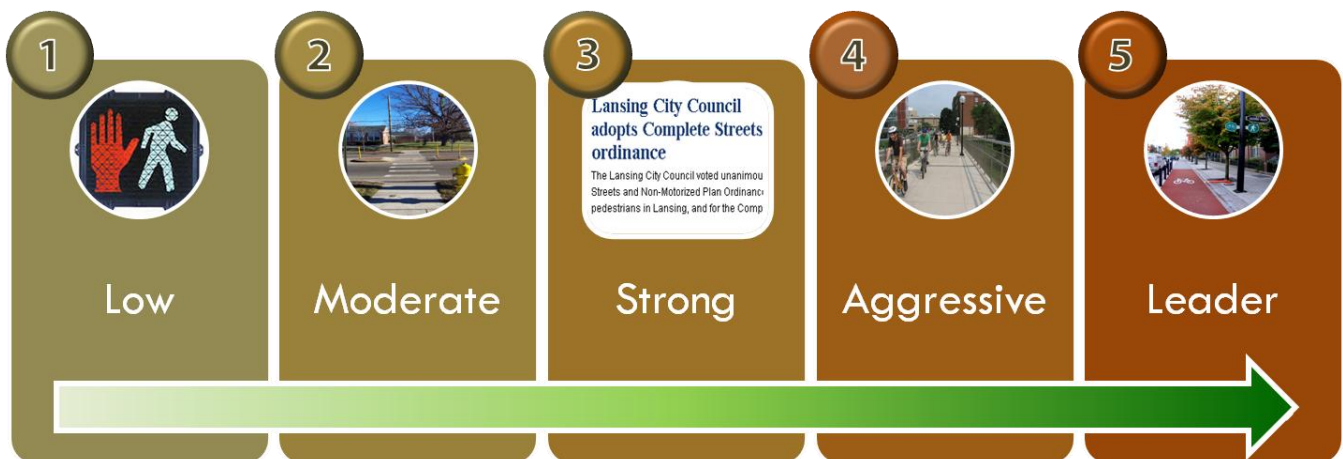 1
2
3
4
5
Lansing City Council
adopts Complete Streets
ordinance
The Lansing City Council voted unanimou
Streets and Non-Motorized Plan Ordinanc
pedestrians in Lansing, and for the Comp
Low
Moderate
Strong
Aggressive
Leader